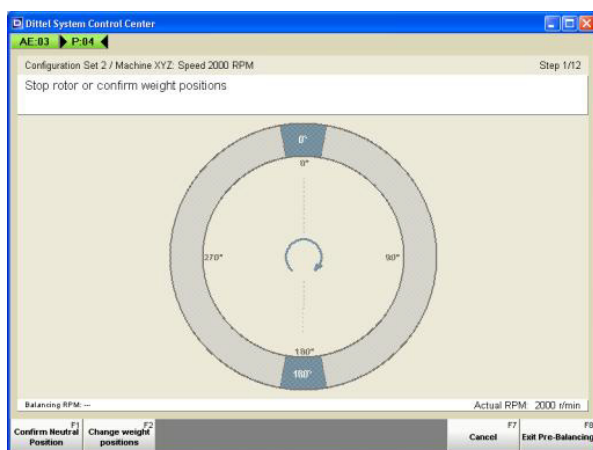 Dittel System Control Center
AE:03 P:04
Configuration Set 2 / Machine XYZ: Speed 2000 RPM Step 1/12
Stop rotor or confirm weight positions
0°
0°
270° 90°
180°
180°
Balancing RPM: --- Actual RPM: 2000 r/min
F1 F2 F7 F8
Confirm Neutral Position Change weight positions Cancel Exit Pre-Balancing